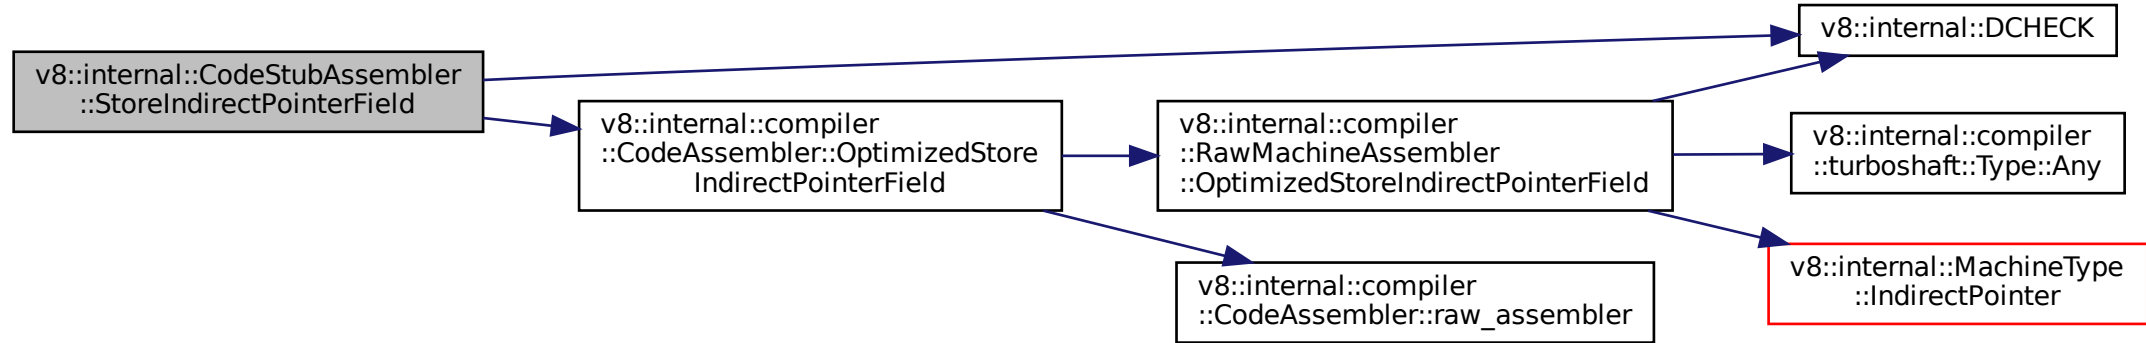 v8::internal::CodeStubAssembler
::StoreIndirectPointerField
v8::internal::DCHECK
v8::internal::compiler
::CodeAssembler::OptimizedStore
IndirectPointerField
v8::internal::compiler
::RawMachineAssembler
::OptimizedStoreIndirectPointerField
v8::internal::compiler
::turboshaft::Type::Any
v8::internal::MachineType
::IndirectPointer
v8::internal::compiler
::CodeAssembler::raw_assembler